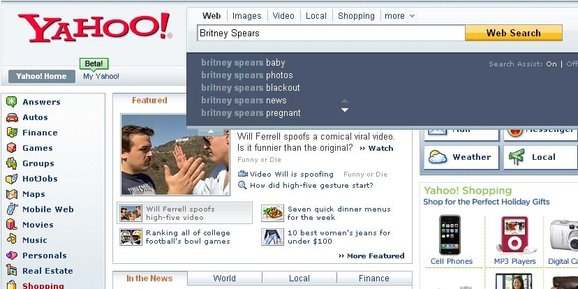 YAHOO!
Web Images Video Local Shopping more
Britney Spears
Web Search
britney spears baby
britney spears photos
britney spears blackout
britney spears news
britney spears pregnant
Search Assist: On | Off
Yahoo! Home
Beta!
My Yahoo!
Answers
Autos
Finance
Games
Groups
HotJobs
Maps
Mobile Web
Movies
Music
Personals
Real Estate
Shopping
Featured
Will Ferrell spoofs a comical viral video.
Is it funnier than the original? ›› Watch
Funny or Die
Video Will is spoofing Funny or Die
How did high-five gesture start?
Will Ferrell spoofs
high-five video
Seven quick dinner menus
for the week
Ranking all of college
football's bowl games
10 best women's jeans for
under $100
›› More Featured
In the News World Local Finance
Mail
Messenger
Weather
Local
Yahoo! Shopping
Shop for the Perfect Holiday Gifts
Cell Phones
MP3 Players
Digital Ca